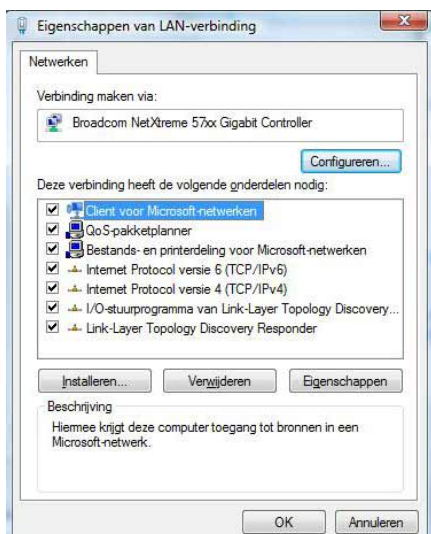 Eigenschappen van LAN-verbinding
Netwerken
Verbinding maken via:
Broadcom NetXtreme 57xx Gigabit Controller
Configureren...
Deze verbinding heeft de volgende onderdelen nodig:
Client voor Microsoft-netwerken
QoS-pakketplanner
Bestands- en printerdeling voor Microsoft-netwerken
Internet Protocol versie 6 (TCP/IPv6)
Internet Protocol versie 4 (TCP/IPv4)
I/O-stuurprogramma van Link-Layer Topology Discovery...
Link-Layer Topology Discovery Responder
Installeren... Verwijderen Eigenschappen
Beschrijving
Hiermee krijgt deze computer toegang tot bronnen in een
Microsoft-netwerk.
OK Annuleren